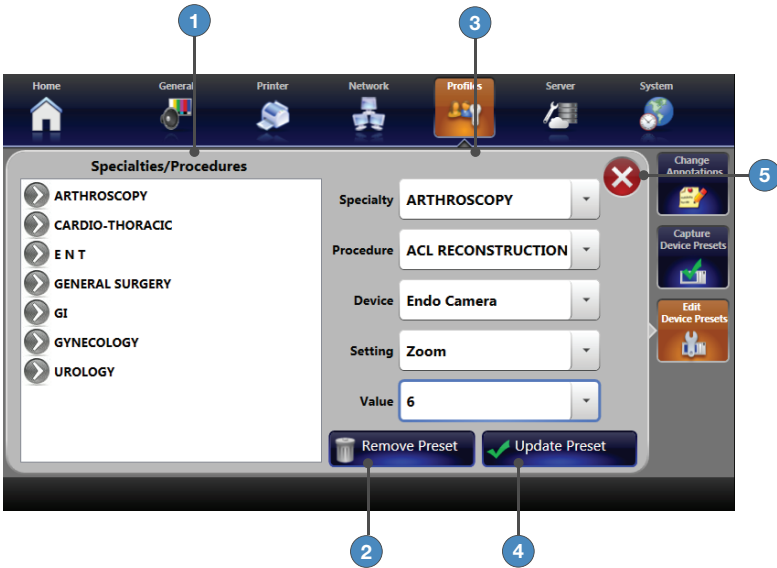 1
3
Home
General
Printer
Network
Profiles
Server
System
Specialties/Procedures
ARTHROSCOPY
CARDIO-THORACIC
E N T
GENERAL SURGERY
GI
GYNECOLOGY
UROLOGY
Specialty
ARTHROSCOPY
Procedure
ACL RECONSTRUCTION
Device
Endo Camera
Setting
Zoom
Value
6
Remove Preset
Update Preset
Change
Annotations
5
Capture
Device Presets
Edit
Device Presets
2
4